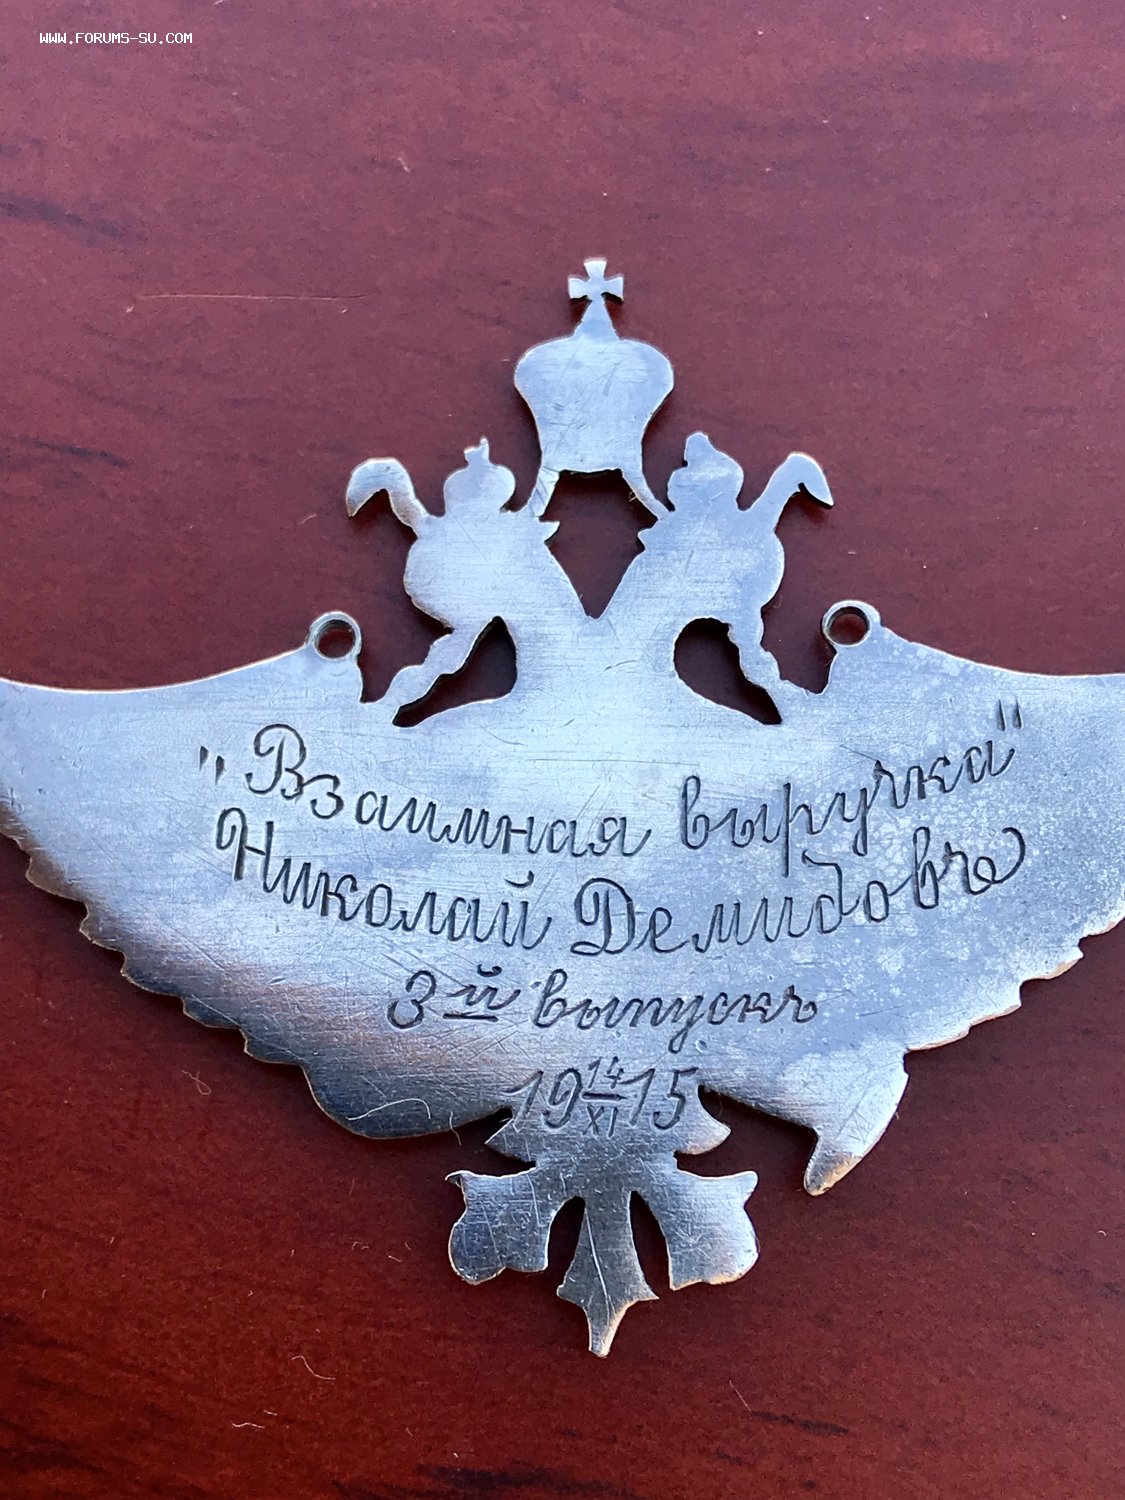 WWW.FORUMS-SU.COM
"Взаимная выручка"
Николай Демидовъ
3й выпускъ
19 14/XI 15